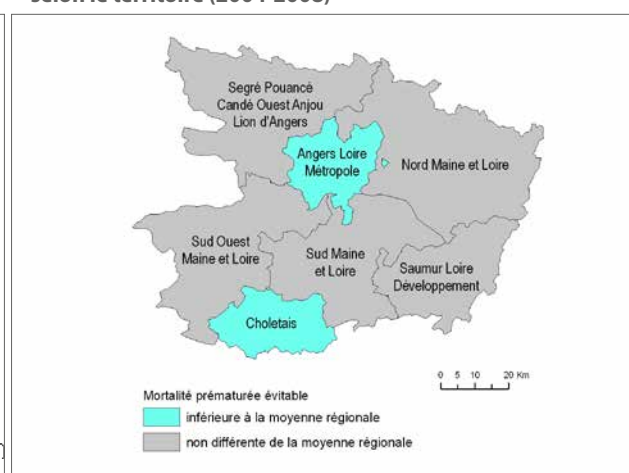 selon le territoire (2004-2008)
Segré Pouancé
Candé Ouest Anjou
Lion d'Angers
Angers Loire
Métropole
Nord Maine et Loire
Sud Ouest
Maine et Loire
Sud Maine
et Loire
Saumur Loire
Développement
Choletais
0 5 10 20 Km
Mortalité prématurée évitable
inférieure à la moyenne régionale
non différente de la moyenne régionale